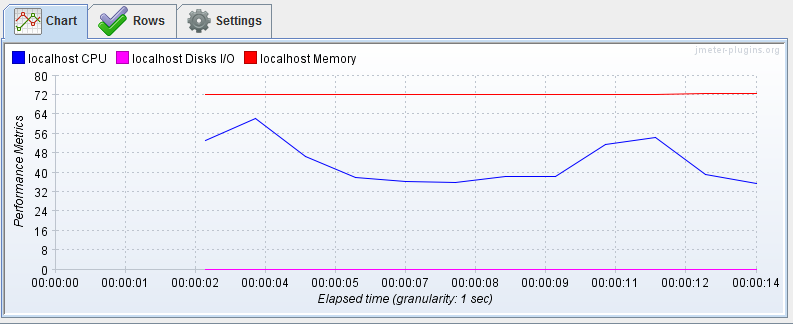 Chart Rows Settings
jmeter-plugins.org
localhost CPU localhost Disks I/O localhost Memory
80
72
64
56
48
40
32
24
16
8
0
Performance Metrics
00:00:00 00:00:01 00:00:02 00:00:04 00:00:05 00:00:07 00:00:08 00:00:09 00:00:11 00:00:12 00:00:14
Elapsed time (granularity: 1 sec)